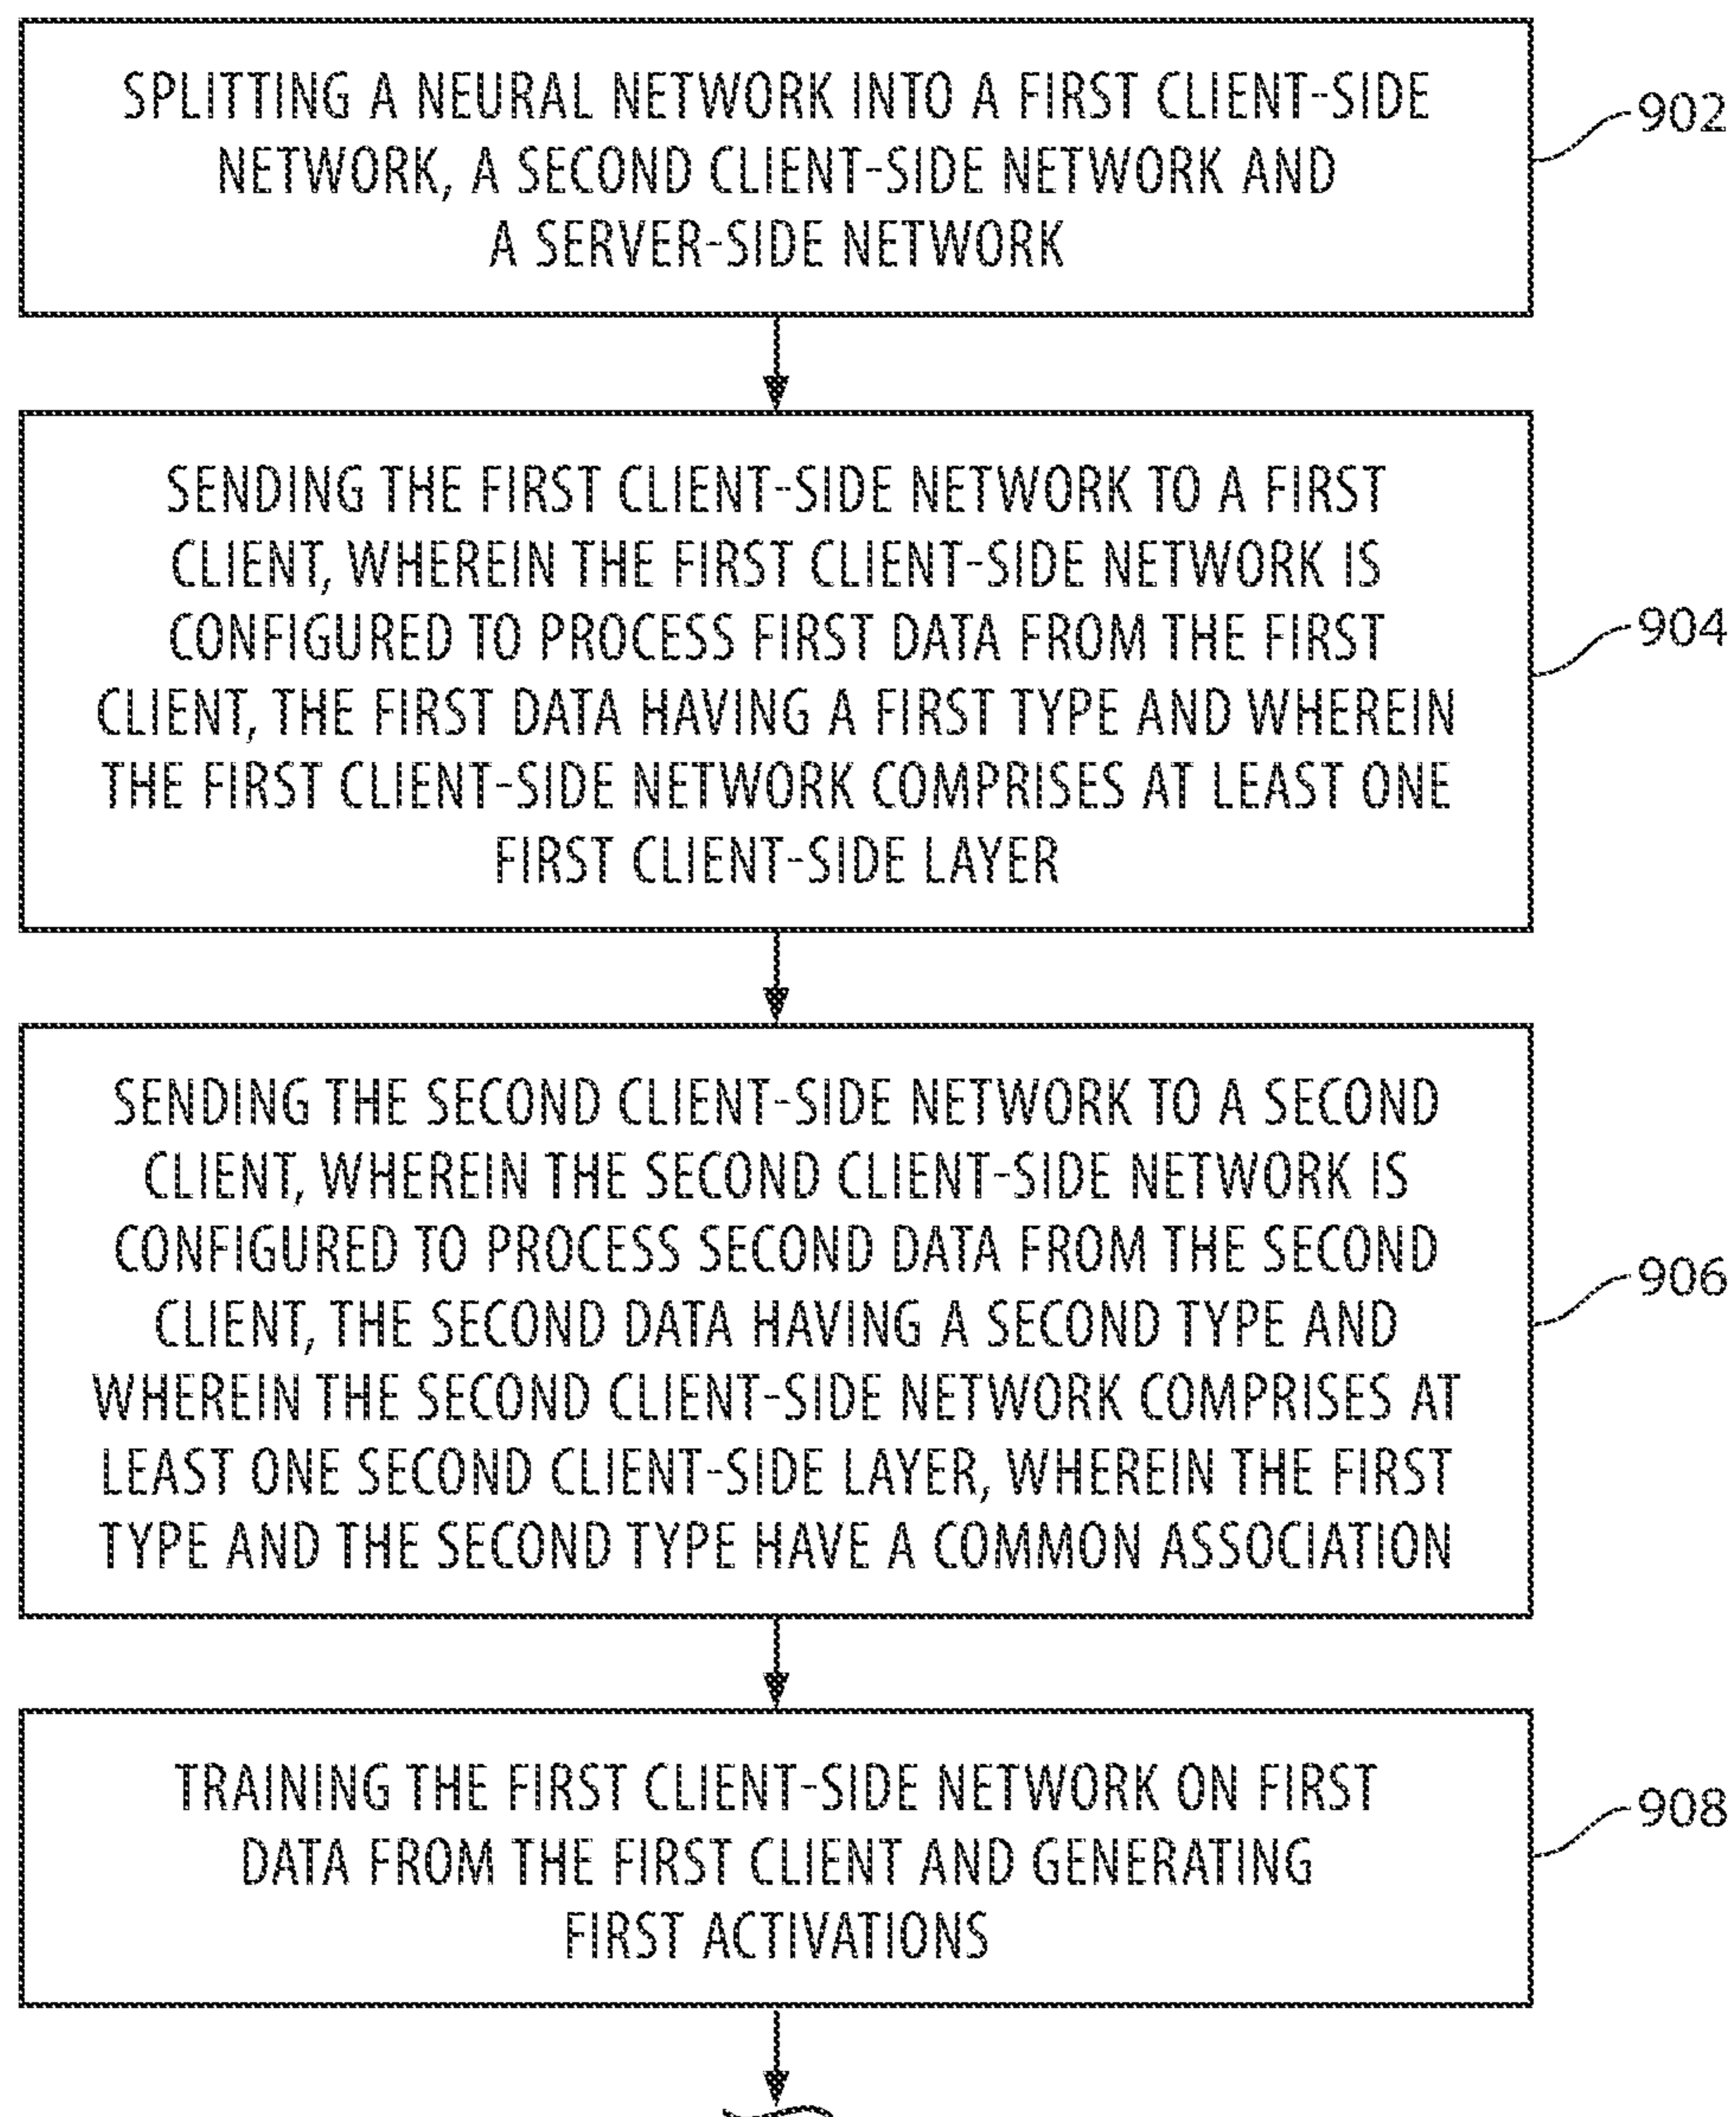 SPLITTING A NEURAL NETWORK INTO A FIRST CLIENT-SIDE
NETWORK, A SECOND CLIENT-SIDE NETWORK AND
A SERVER-SIDE NETWORK
902
SENDING THE FIRST CLIENT-SIDE NETWORK TO A FIRST
CLIENT, WHEREIN THE FIRST CLIENT-SIDE NETWORK IS
CONFIGURED TO PROCESS FIRST DATA FROM THE FIRST
CLIENT, THE FIRST DATA HAVING A FIRST TYPE AND WHEREIN
THE FIRST CLIENT-SIDE NETWORK COMPRISES AT LEAST ONE
FIRST CLIENT-SIDE LAYER
904
SENDING THE SECOND CLIENT-SIDE NETWORK TO A SECOND
CLIENT, WHEREIN THE SECOND CLIENT-SIDE NETWORK IS
CONFIGURED TO PROCESS SECOND DATA FROM THE SECOND
CLIENT, THE SECOND DATA HAVING A SECOND TYPE AND
WHEREIN THE SECOND CLIENT-SIDE NETWORK COMPRISES AT
LEAST ONE SECOND CLIENT-SIDE LAYER, WHEREIN THE FIRST
TYPE AND THE SECOND TYPE HAVE A COMMON ASSOCIATION
906
TRAINING THE FIRST CLIENT-SIDE NETWORK ON FIRST
DATA FROM THE FIRST CLIENT AND GENERATING
FIRST ACTIVATIONS
908